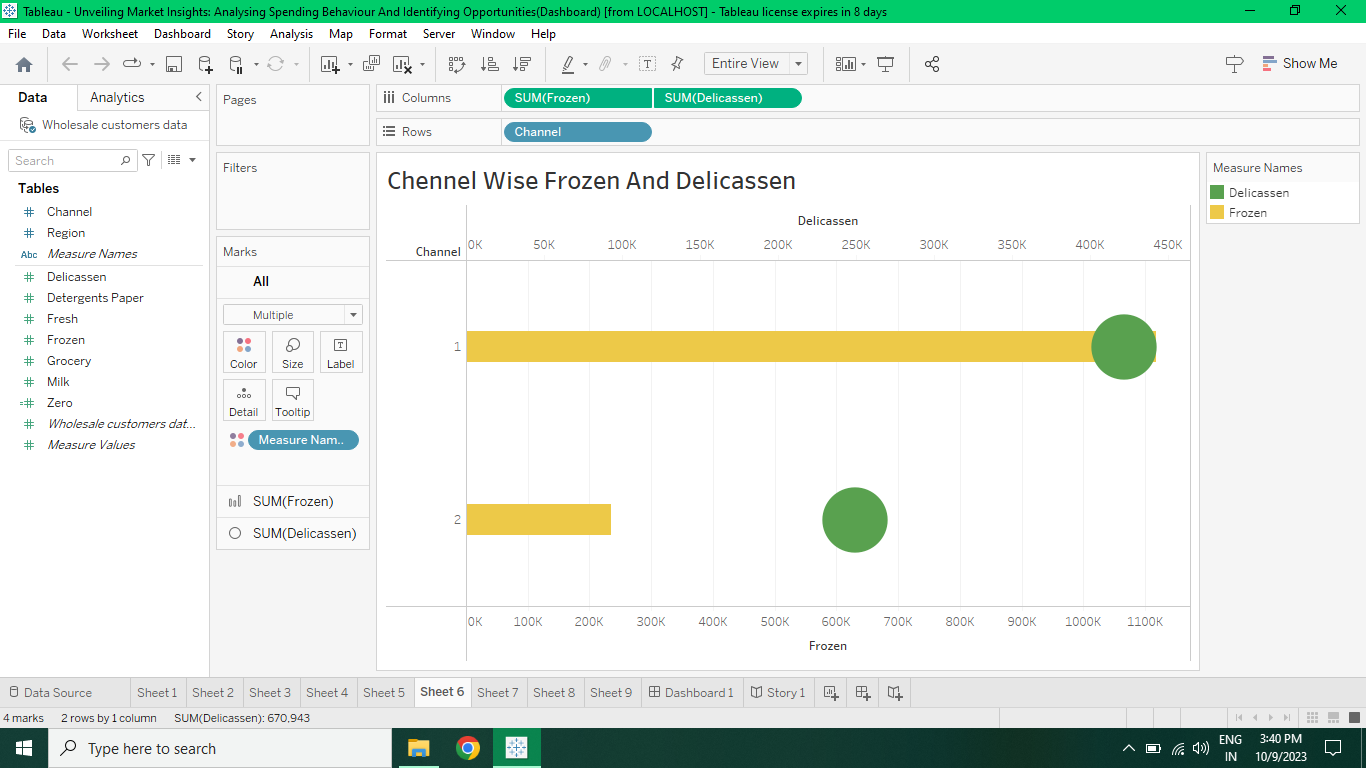 Tableau - Unveiling Market Insights: Analysing Spending Behaviour And Identifying Opportunities(Dashboard) [from LOCALHOST] - Tableau license expires in 8 days
File Data Worksheet Dashboard Story Analysis Map Format Server Window Help
Entire View
Show Me
Data Analytics
Wholesale customers data
Search
Tables
Channel
Region
Abc Measure Names
Delicassen
Detergents Paper
Fresh
Frozen
Grocery
Milk
Zero
Wholesale customers dat...
Measure Values
Pages
Filters
Marks
All
Multiple
Color Size Label
Detail Tooltip
Measure Nam..
SUM(Frozen)
SUM(Delicassen)
Columns SUM(Frozen) SUM(Delicassen)
Rows Channel
Chennel Wise Frozen And Delicassen
Delicassen
Channel 0K 50K 100K 150K 200K 250K 300K 350K 400K 450K
1
2
0K 100K 200K 300K 400K 500K 600K 700K 800K 900K 1000K 1100K
Frozen
Measure Names
Delicassen
Frozen
Data Source Sheet 1 Sheet 2 Sheet 3 Sheet 4 Sheet 5 Sheet 6 Sheet 7 Sheet 8 Sheet 9 Dashboard 1 Story 1
4 marks 2 rows by 1 column SUM(Delicassen): 670,943
Type here to search
ENG
IN
3:40 PM
10/9/2023